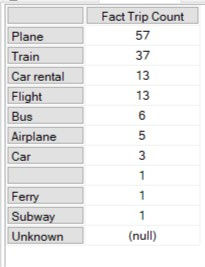 Fact Trip Count
Plane 57
Train 37
Car rental 13
Flight 13
Bus 6
Airplane 5
Car 3
1
Ferry 1
Subway 1
Unknown (null)